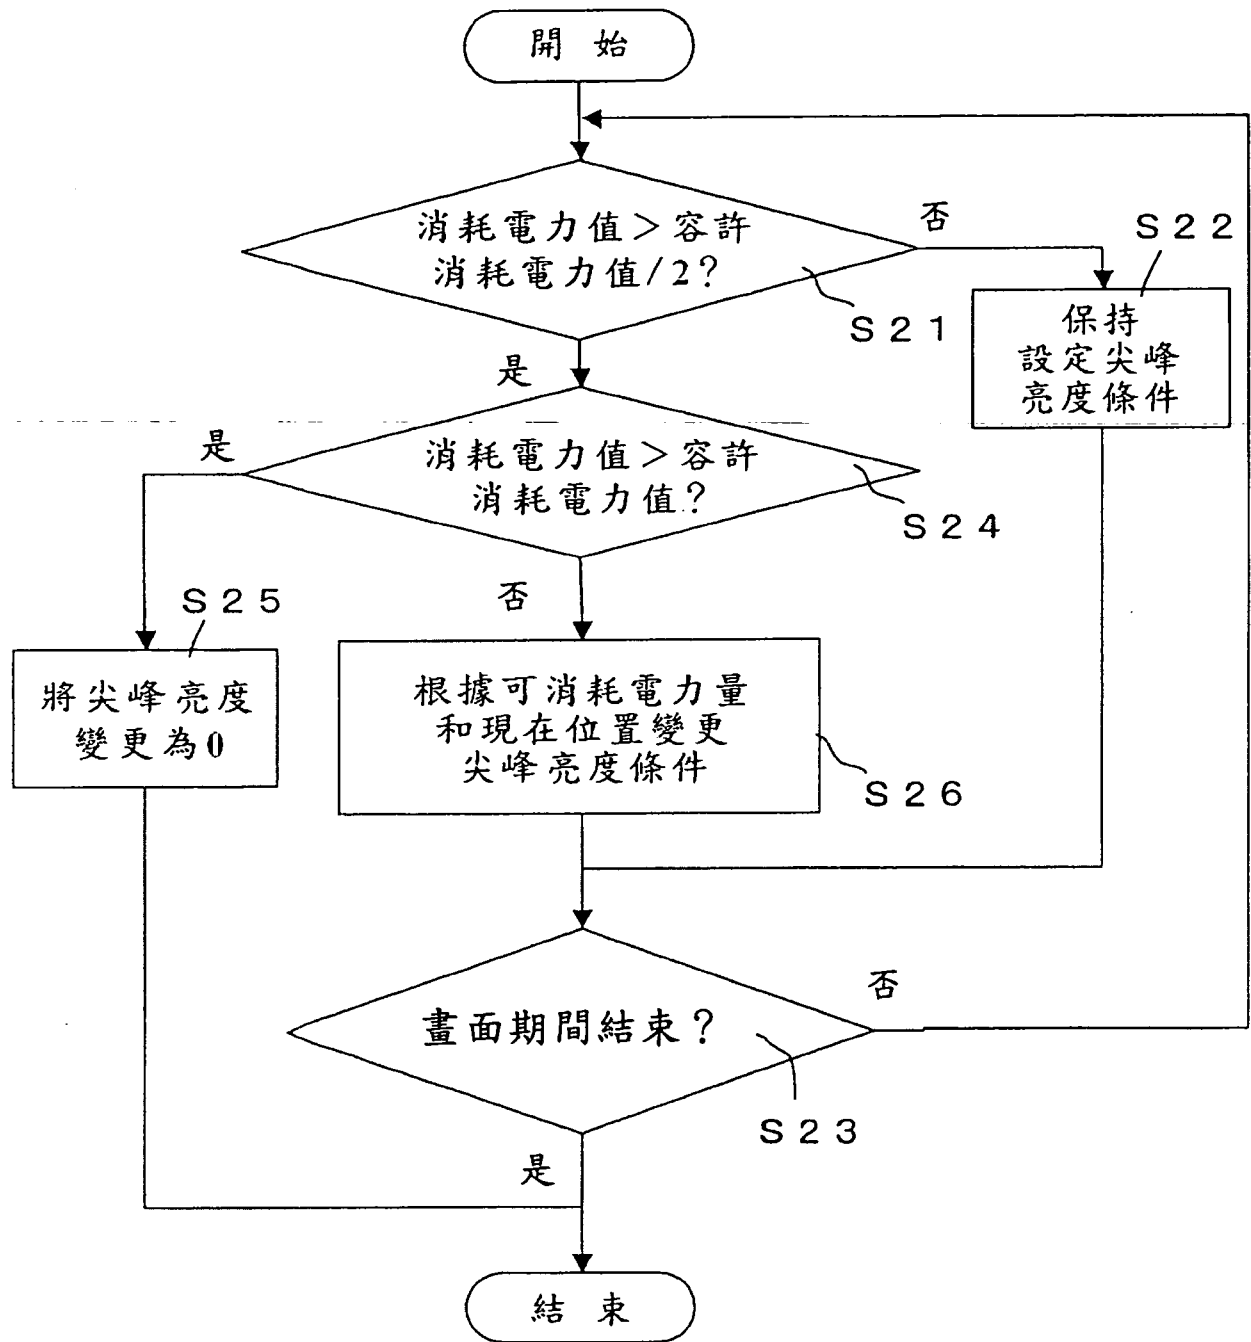 開始
消耗電力值>容許
消耗電力值/2?
否
S22
S21
保持
設定尖峰
亮度條件
是
是
消耗電力值>容許
消耗電力值?
S24
否
S25
將尖峰亮度
變更為0
根據可消耗電力量
和現在位置變更
尖峰亮度條件
S26
畫面期間結束?
否
S23
是
結束